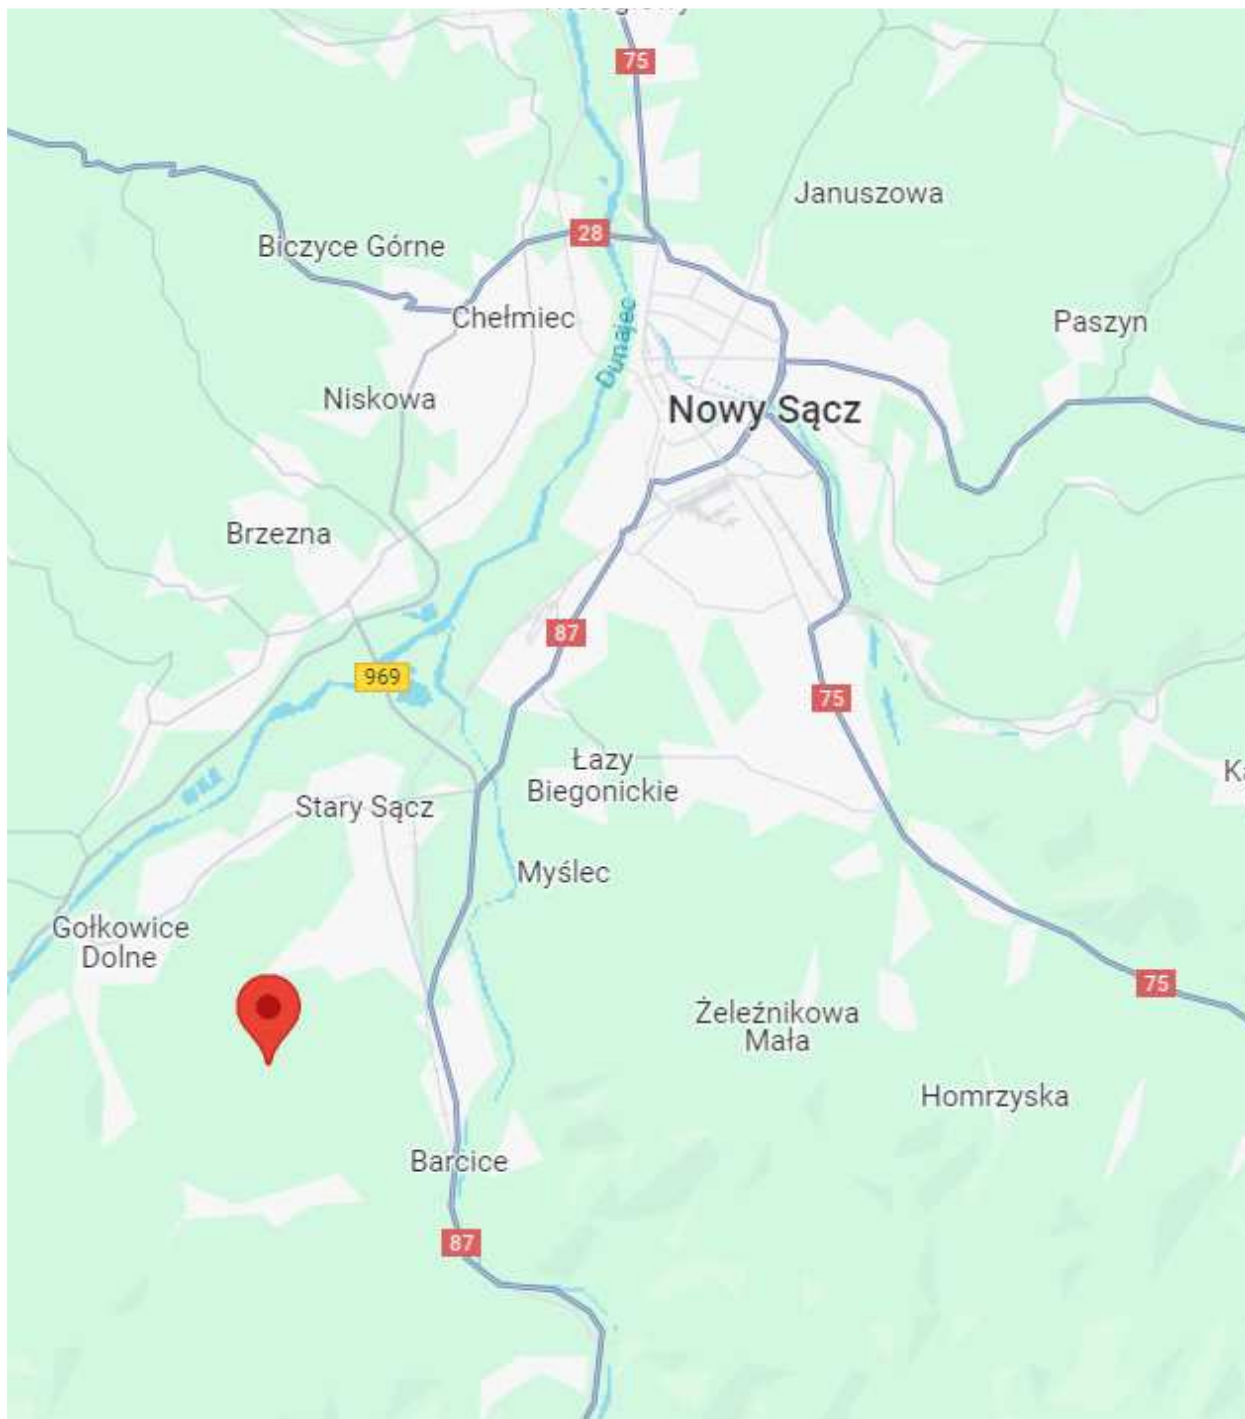 75
Januszowa
28
Biczyce Górne
Chełmiec
Dunajec
Paszyn
Niskowa
Nowy Sącz
Brzezna
87
969
75
Łazy
Biegonickie
Stary Sącz
Myślec
Gołkowice
Dolne
75
Żeleźnikowa
Mała
Homrzyska
Barcice
87